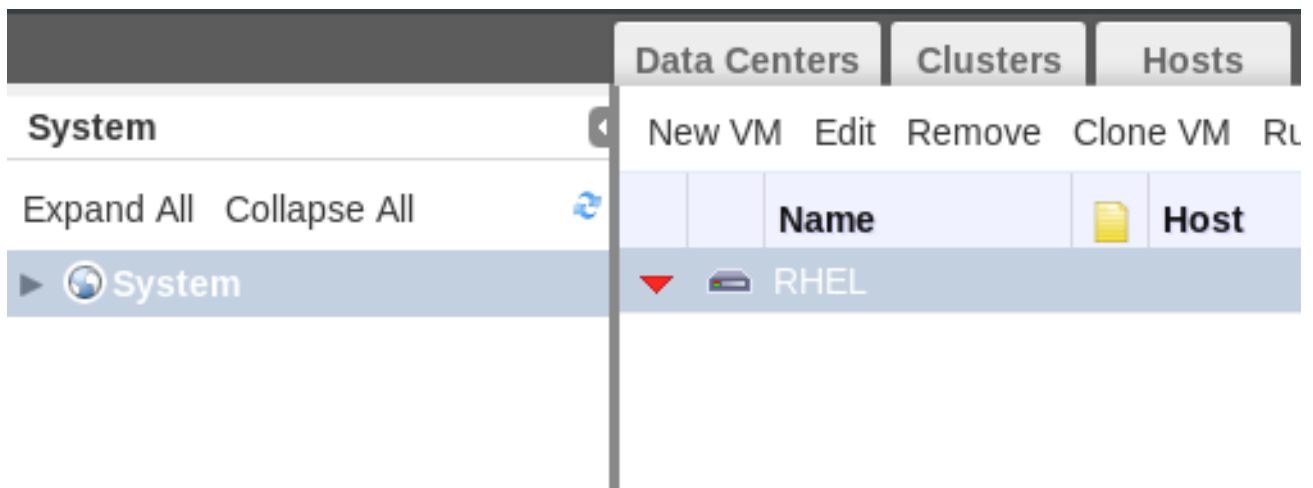 Data Centers Clusters Hosts
System
New VM Edit Remove Clone VM Ru
Expand All Collapse All
Name Host
System
RHEL